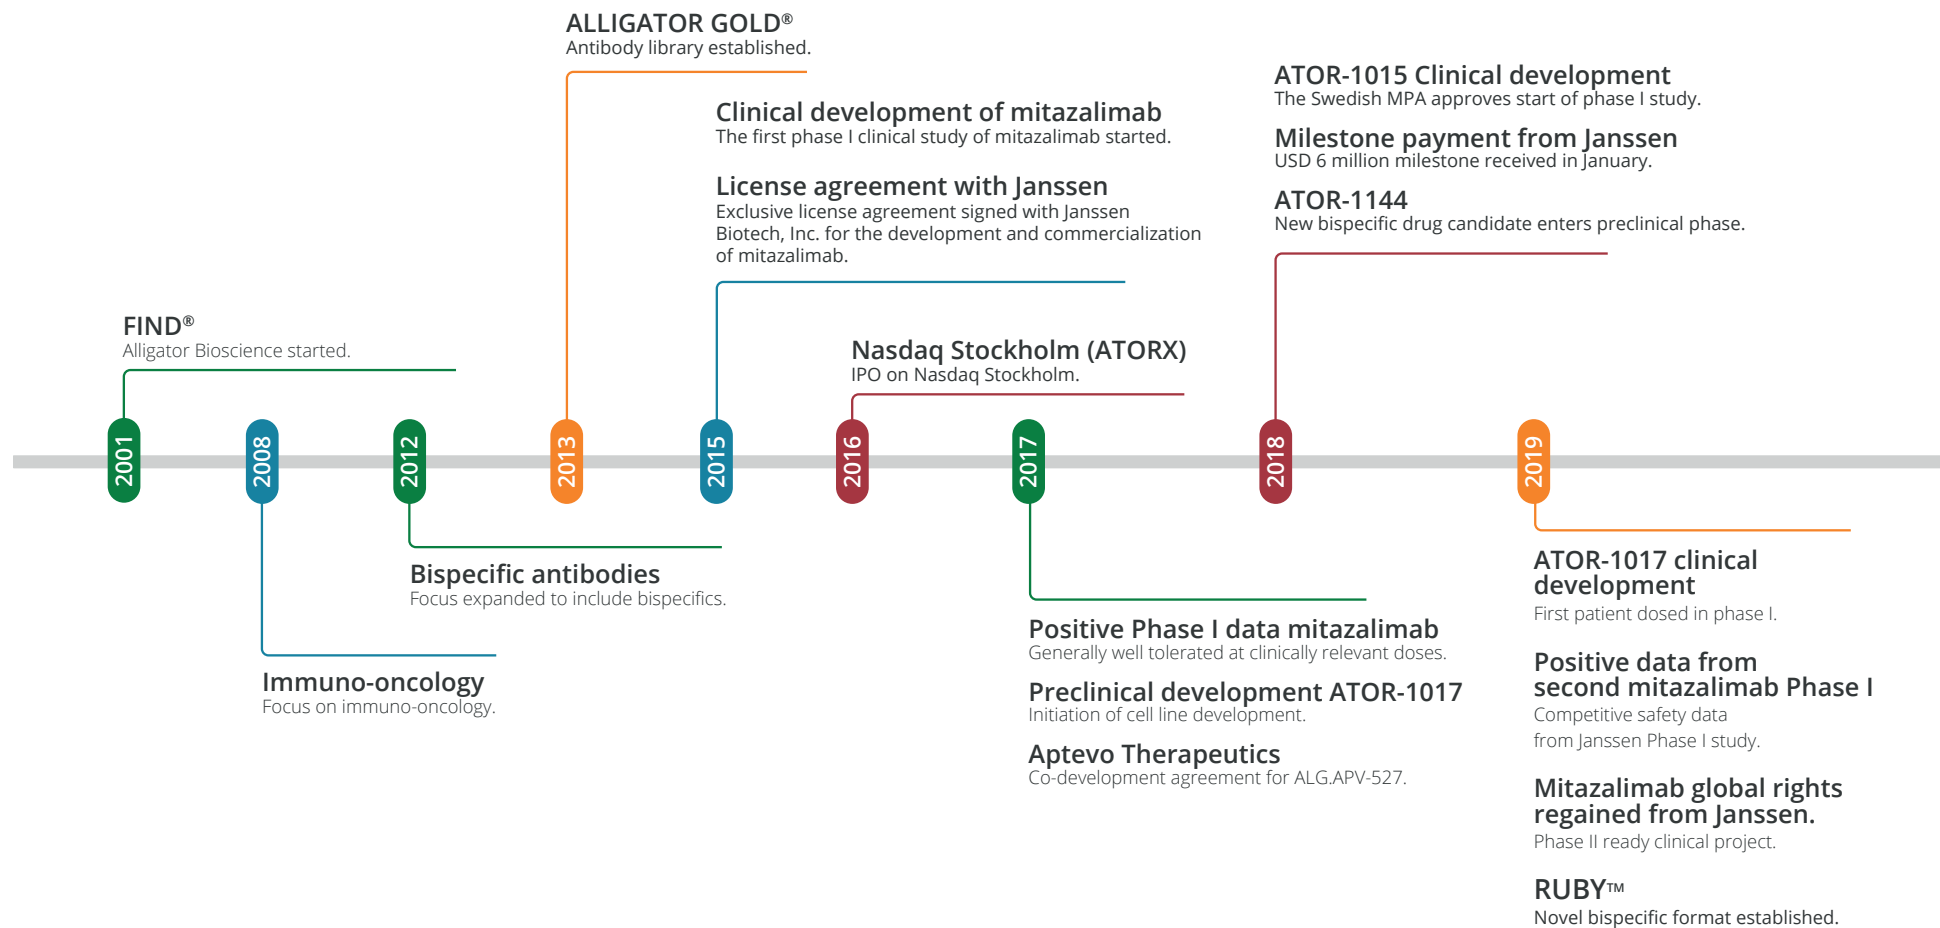 2001
FIND®
Alligator Bioscience started.
2008
Immuno-oncology
Focus on immuno-oncology.
2012
Bispecific antibodies
Focus expanded to include bispecifics.
2013
ALLIGATOR GOLD®
Antibody library established.
2015
Clinical development of mitazalimab
The first phase I clinical study of mitazalimab started.
License agreement with Janssen
Exclusive license agreement signed with Janssen
Biotech, Inc. for the development and commercialization
of mitazalimab.
2016
Nasdaq Stockholm (ATORX)
IPO on Nasdaq Stockholm.
2017
Positive Phase I data mitazalimab
Generally well tolerated at clinically relevant doses.
Preclinical development ATOR-1017
Initiation of cell line development.
Aptevo Therapeutics
Co-development agreement for ALG.APV-527.
2018
ATOR-1015 Clinical development
The Swedish MPA approves start of phase I study.
Milestone payment from Janssen
USD 6 million milestone received in January.
ATOR-1144
New bispecific drug candidate enters preclinical phase.
2019
ATOR-1017 clinical
development
First patient dosed in phase I.
Positive data from
second mitazalimab Phase I
Competitive safety data
from Janssen Phase I study.
Mitazalimab global rights
regained from Janssen.
Phase II ready clinical project.
RUBY™
Novel bispecific format established.